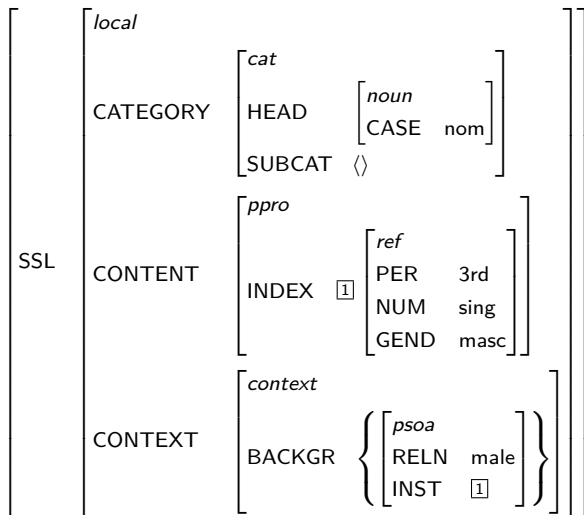 local
cat
CATEGORY HEAD noun
CASE nom
SUBCAT ⟨⟩
ppro
SSL CONTENT INDEX 1 ref
PER 3rd
NUM sing
GEND masc
context
CONTEXT BACKGR { psoa
RELN male
INST 1 }